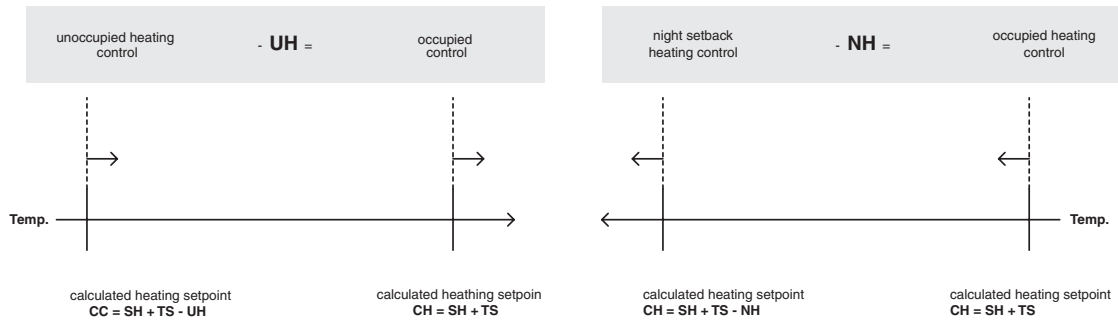 unoccupied heating
control
- UH =
occupied
control
Temp.
calculated heating setpoint
CC = SH + TS - UH
calculated heathing setpoin
CH = SH + TS
night setback
heating control
- NH =
occupied heating
control
Temp.
calculated heating setpoint
CH = SH + TS - NH
calculated heating setpoint
CH = SH + TS